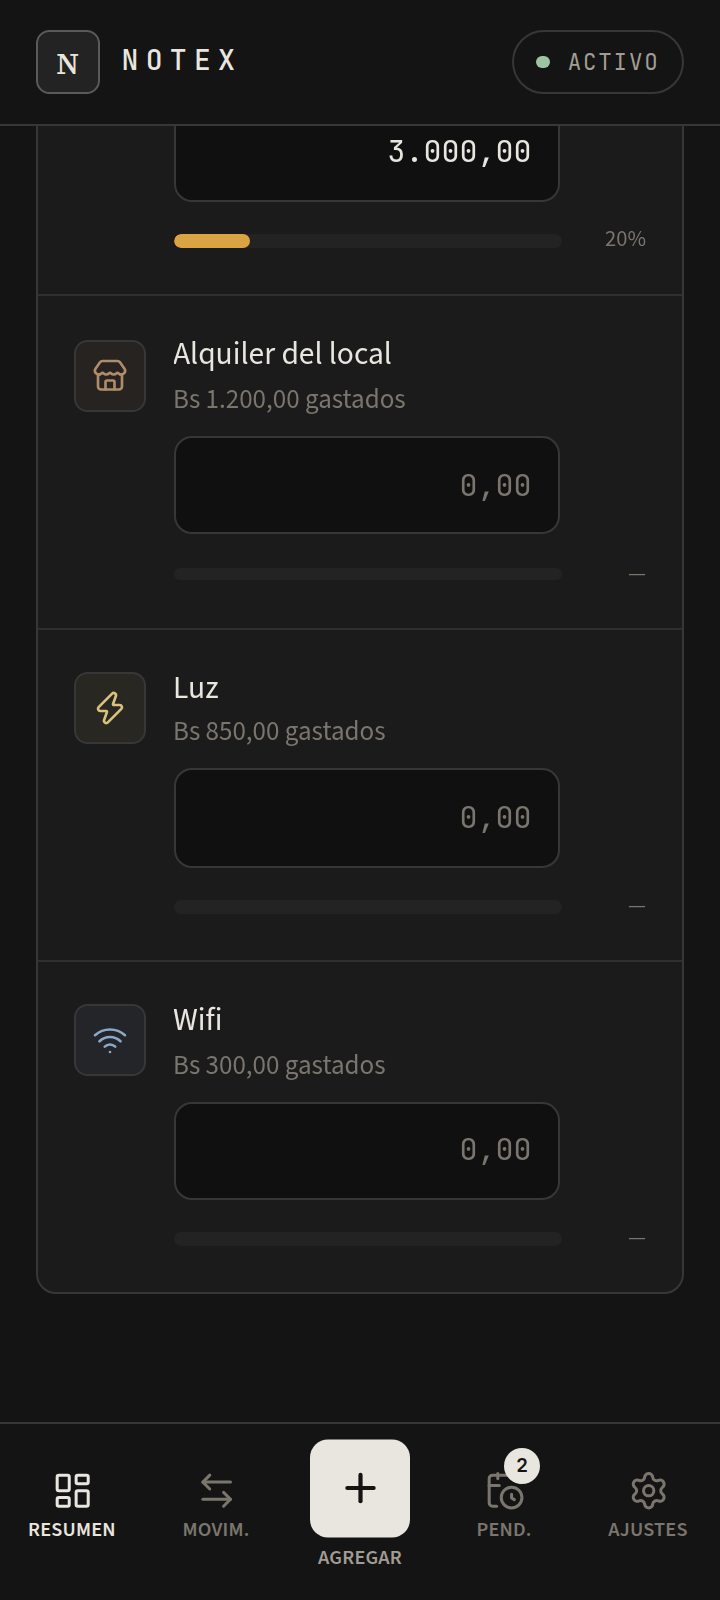 N NOTEX ACTIVO
3.000,00
20%
Alquiler del local
Bs 1.200,00 gastados
0,00
—
Luz
Bs 850,00 gastados
0,00
—
Wifi
Bs 300,00 gastados
0,00
—
2
RESUMEN MOVIM. AGREGAR PEND. AJUSTES